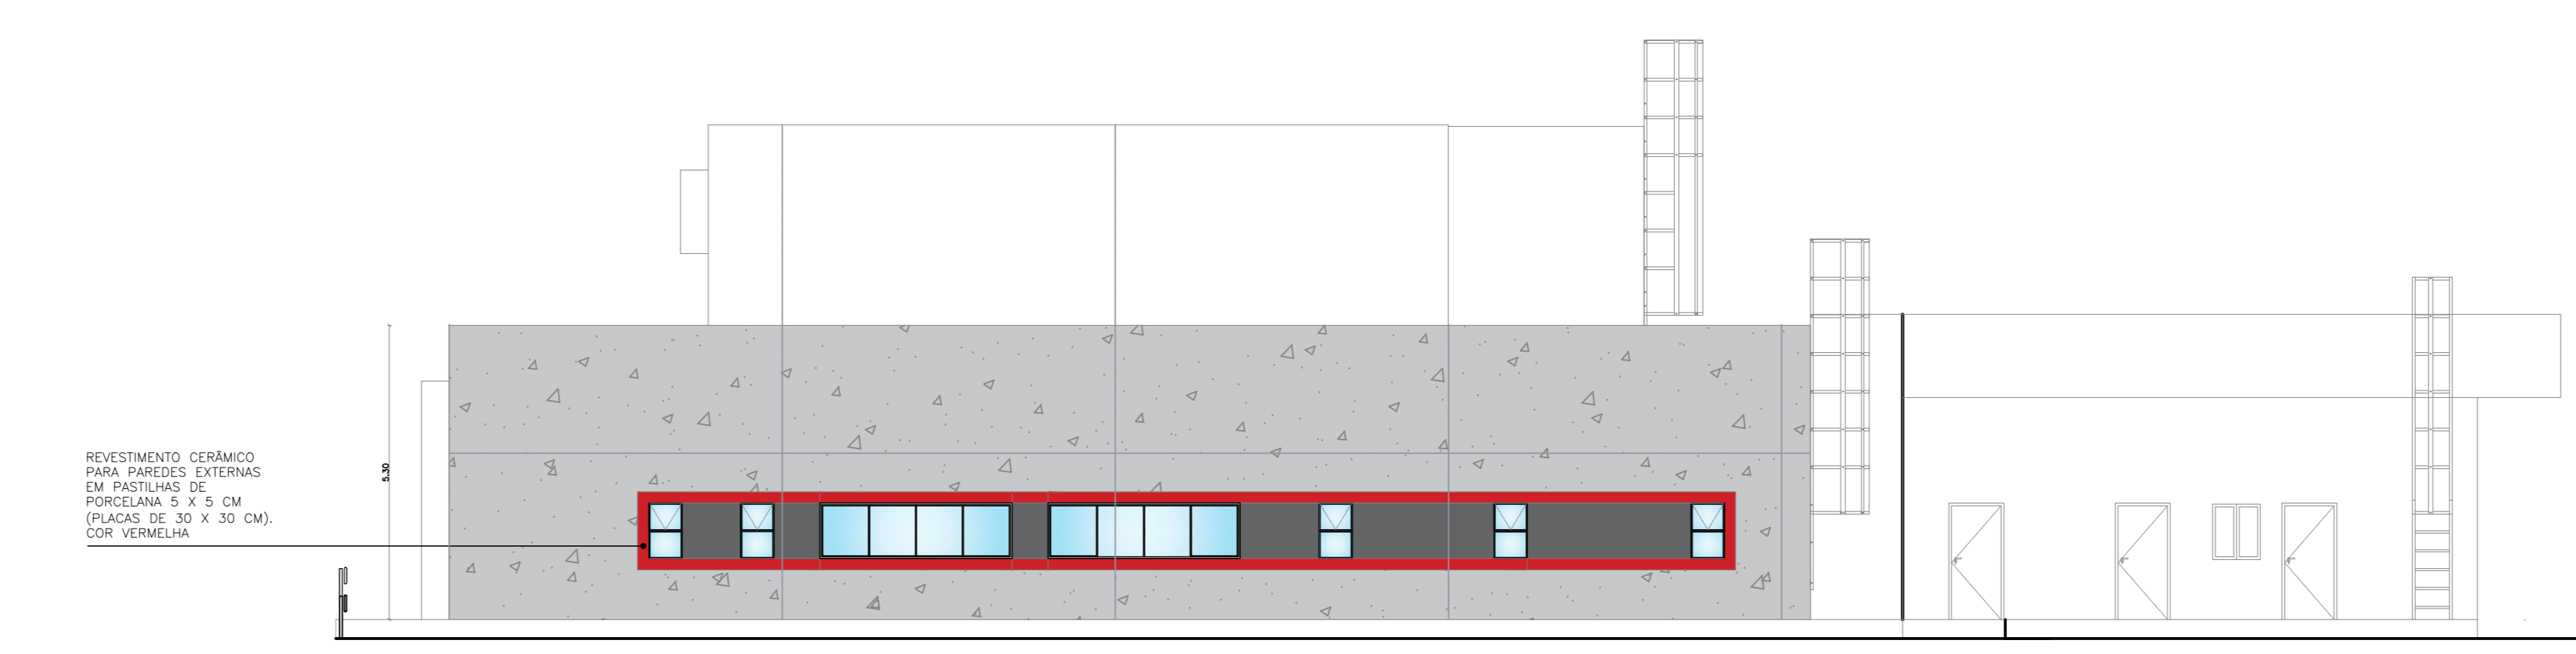 REVESTIMENTO CERÂMICO
PARA PAREDES EXTERNAS
EM PASTILHAS DE
PORCELANA 5 X 5 CM
(PLACAS DE 30 X 30 CM).
COR VERMELHA
5.30